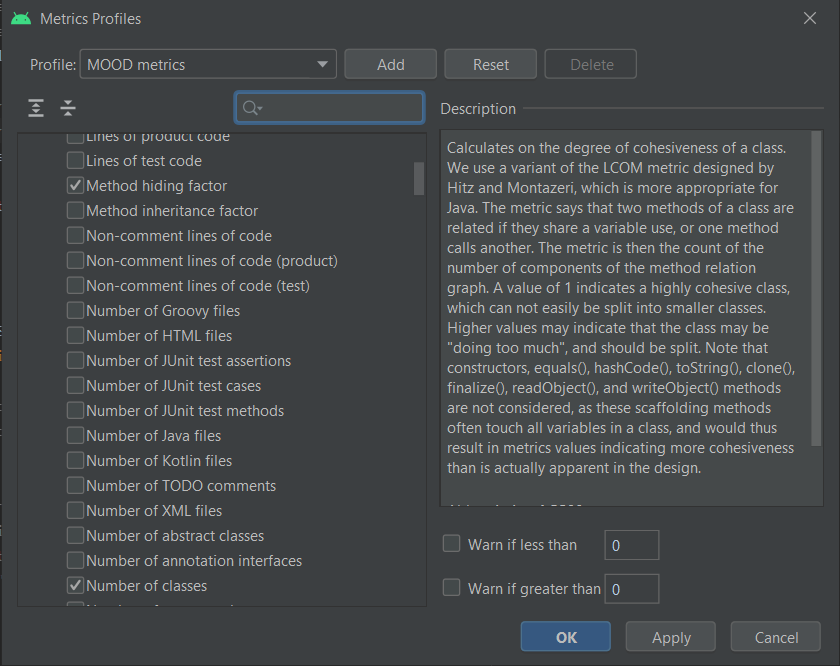 Metrics Profiles
Profile:
MOOD metrics
Add
Reset
Delete
Lines of product code
Lines of test code
Method hiding factor
Method inheritance factor
Non-comment lines of code
Non-comment lines of code (product)
Non-comment lines of code (test)
Number of Groovy files
Number of HTML files
Number of JUnit test assertions
Number of JUnit test cases
Number of JUnit test methods
Number of Java files
Number of Kotlin files
Number of TODO comments
Number of XML files
Number of abstract classes
Number of annotation interfaces
Number of classes
Description
Calculates on the degree of cohesiveness of a class.
We use a variant of the LCOM metric designed by
Hitz and Montazeri, which is more appropriate for
Java. The metric says that two methods of a class are
related if they share a variable use, or one method
calls another. The metric is then the count of the
number of components of the method relation
graph. A value of 1 indicates a highly cohesive class,
which can not easily be split into smaller classes.
Higher values may indicate that the class may be
"doing too much", and should be split. Note that
constructors, equals(), hashCode(), toString(), clone(),
finalize(), readObject(), and writeObject() methods
are not considered, as these scaffolding methods
often touch all variables in a class, and would thus
result in metrics values indicating more cohesiveness
than is actually apparent in the design.
Warn if less than
0
Warn if greater than
0
OK
Apply
Cancel